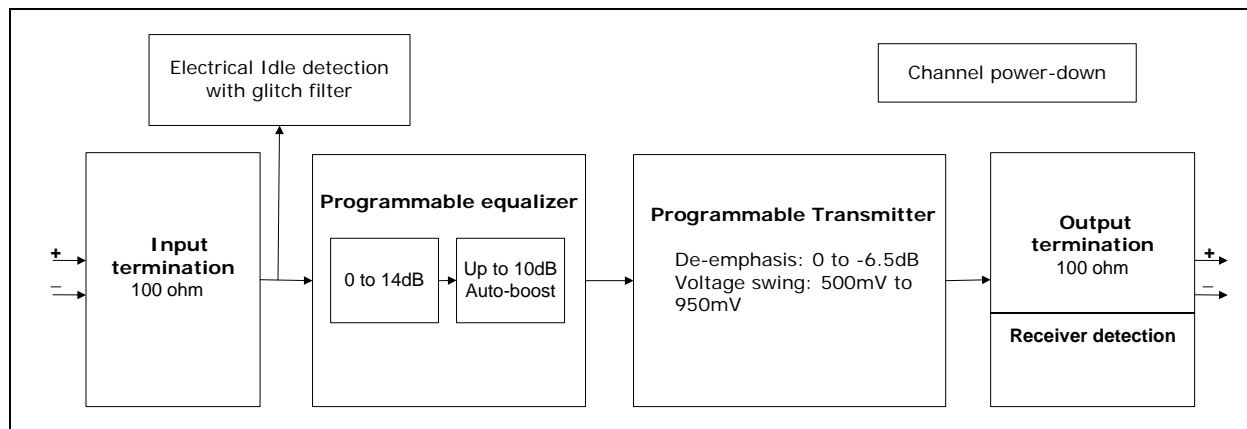 Electrical Idle detection
with glitch filter
Channel power-down
+
–
Input
termination
100 ohm
Programmable equalizer
0 to 14dB
Up to 10dB
Auto-boost
Programmable Transmitter
De-emphasis: 0 to -6.5dB
Voltage swing: 500mV to
950mV
Output
termination
100 ohm
+
–
Receiver detection